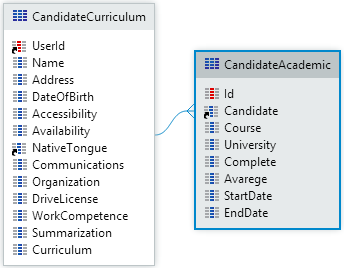 CandidateCurriculum
UserId
Name
Address
DateOfBirth
Accessibility
Availability
NativeTongue
Communications
Organization
DriveLicense
WorkCompetence
Summarization
Curriculum
CandidateAcademic
Id
Candidate
Course
University
Complete
Avarege
StartDate
EndDate